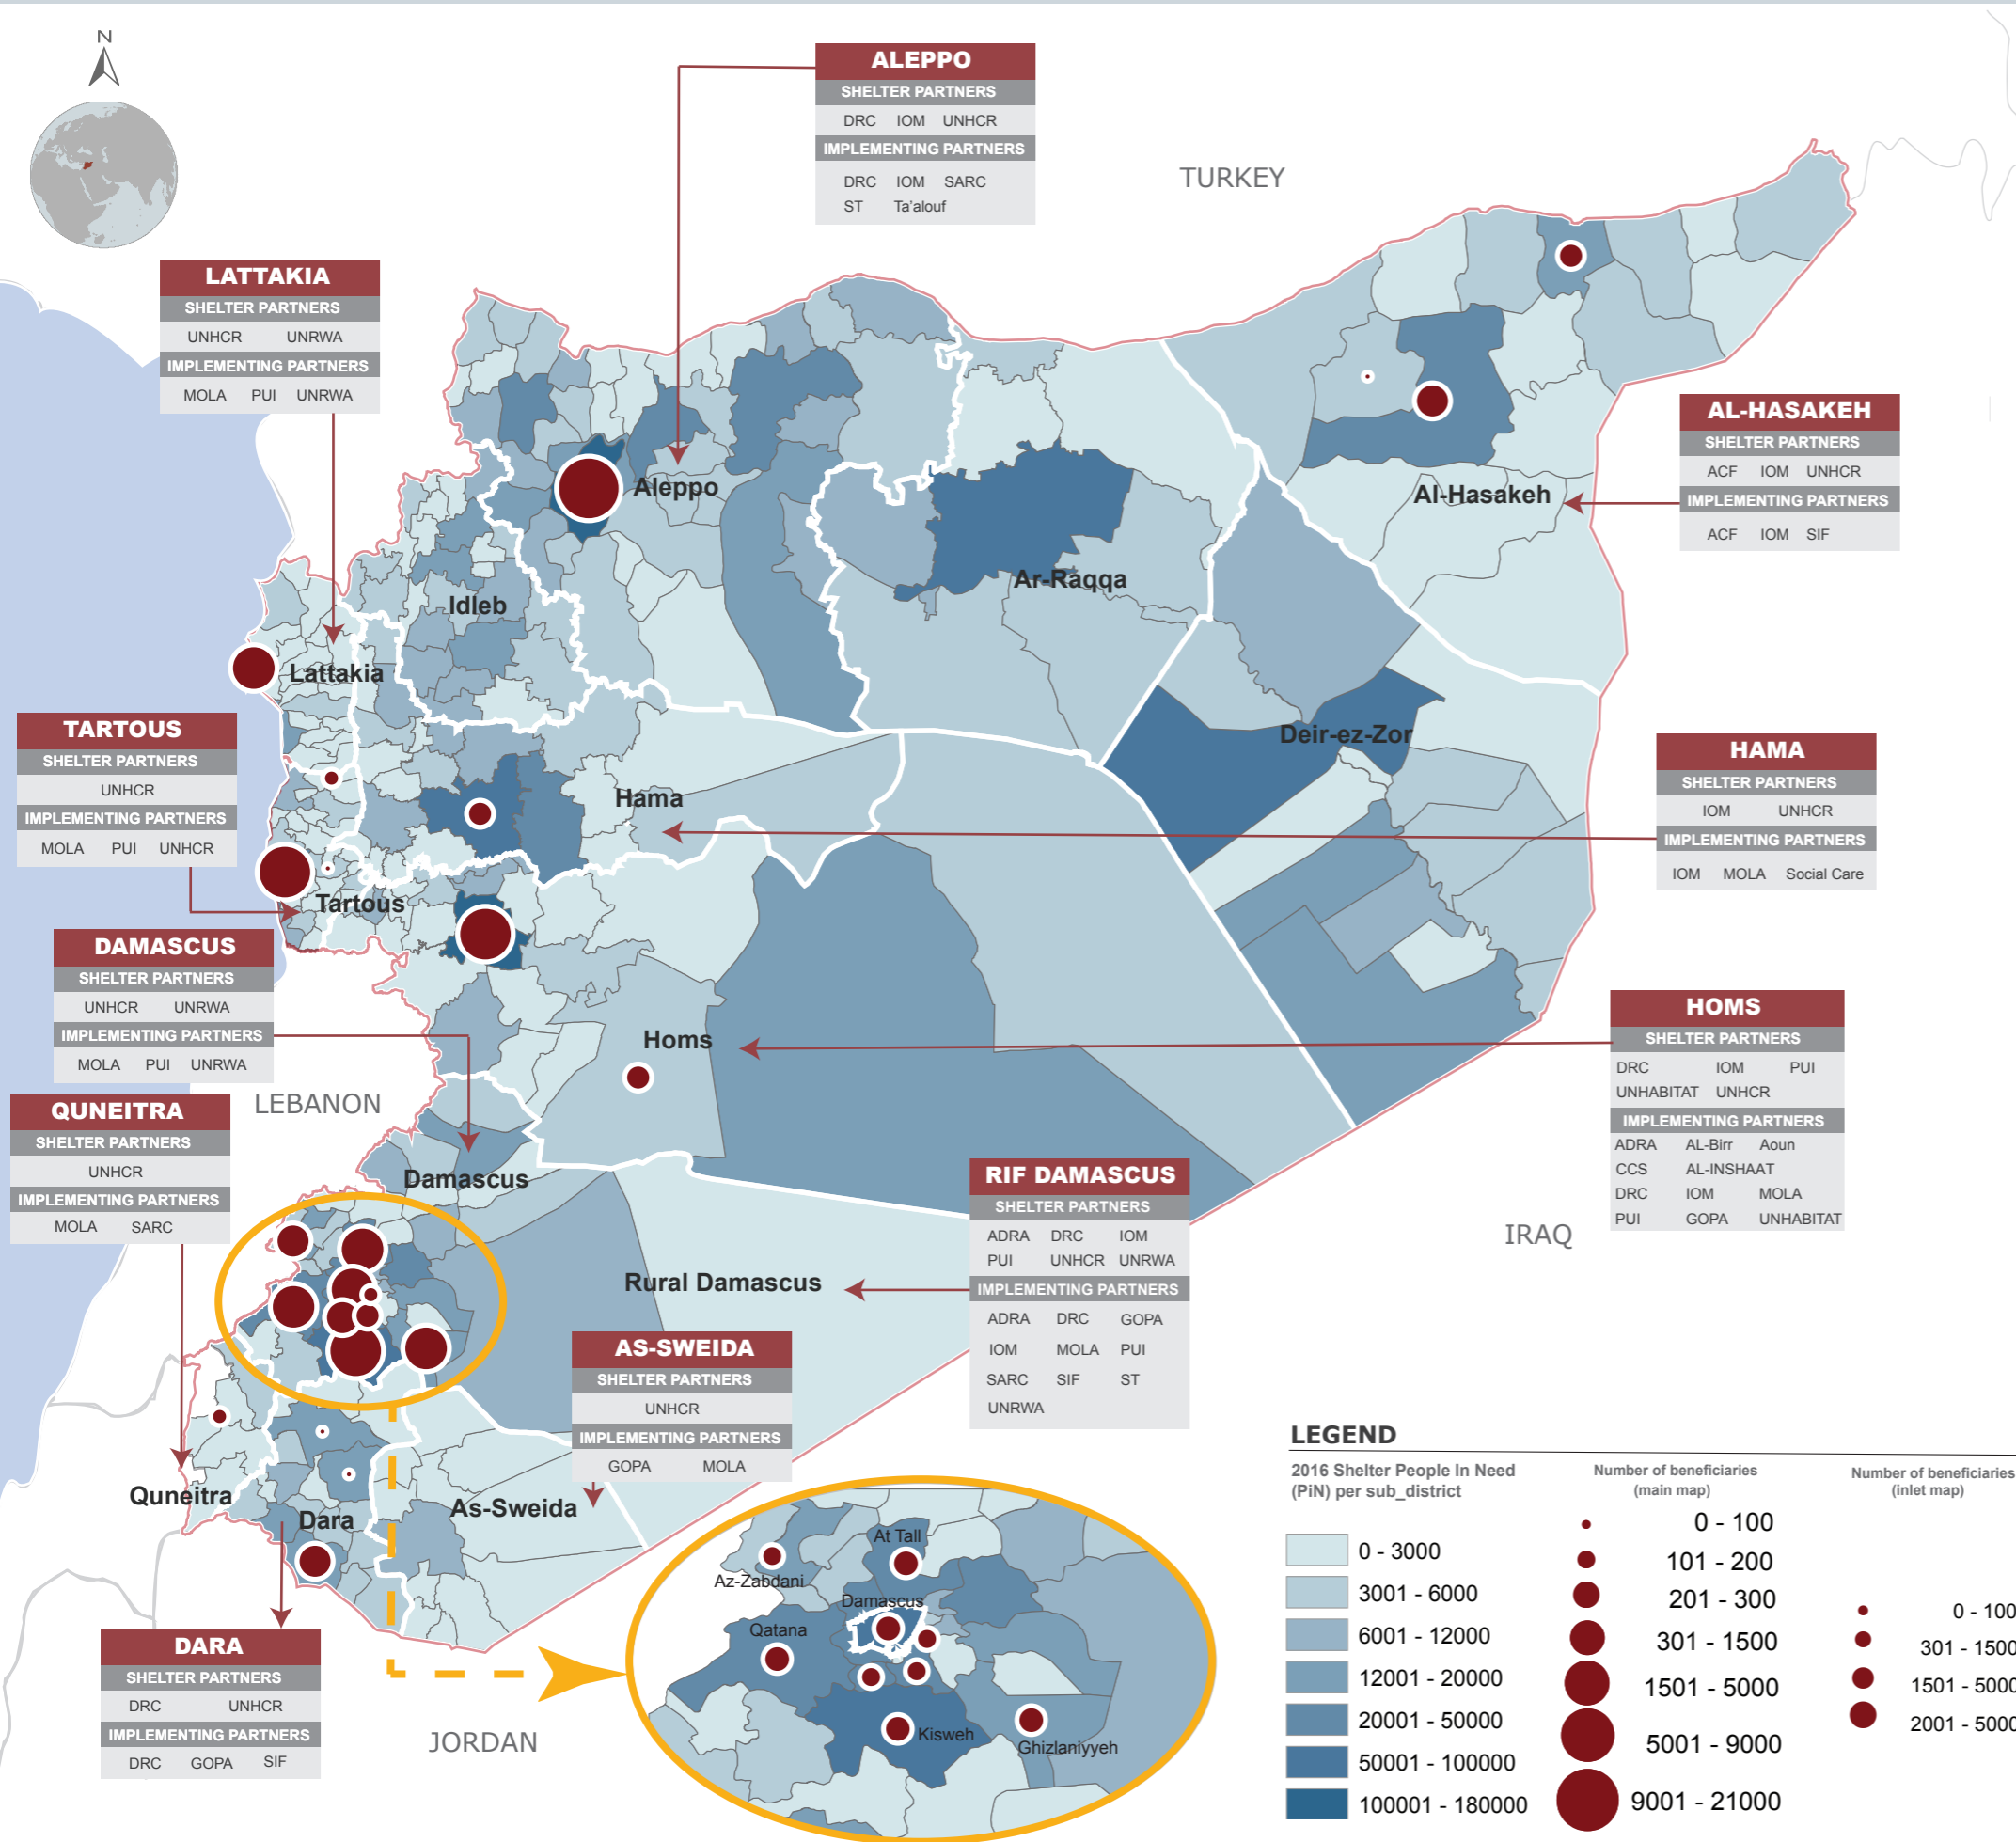 N
TURKEY
LEBANON
IRAQ
JORDAN
ALEPPO
SHELTER PARTNERS
DRC IOM UNHCR
IMPLEMENTING PARTNERS
DRC IOM SARC
ST Ta'alouf
LATTAKIA
SHELTER PARTNERS
UNHCR UNRWA
IMPLEMENTING PARTNERS
MOLA PUI UNRWA
AL-HASAKEH
SHELTER PARTNERS
ACF IOM UNHCR
IMPLEMENTING PARTNERS
ACF IOM SIF
TARTOUS
SHELTER PARTNERS
UNHCR
IMPLEMENTING PARTNERS
MOLA PUI UNHCR
HAMA
SHELTER PARTNERS
IOM UNHCR
IMPLEMENTING PARTNERS
IOM MOLA Social Care
DAMASCUS
SHELTER PARTNERS
UNHCR UNRWA
IMPLEMENTING PARTNERS
MOLA PUI UNRWA
HOMS
SHELTER PARTNERS
DRC IOM PUI
UNHABITAT UNHCR
IMPLEMENTING PARTNERS
ADRA AL-Birr Aoun
CCS AL-INSHAAT
DRC IOM MOLA
PUI GOPA UNHABITAT
QUNEITRA
SHELTER PARTNERS
UNHCR
IMPLEMENTING PARTNERS
MOLA SARC
RIF DAMASCUS
SHELTER PARTNERS
ADRA DRC IOM
PUI UNHCR UNRWA
IMPLEMENTING PARTNERS
ADRA DRC GOPA
IOM MOLA PUI
SARC SIF ST
UNRWA
AS-SWEIDA
SHELTER PARTNERS
UNHCR
IMPLEMENTING PARTNERS
GOPA MOLA
DARA
SHELTER PARTNERS
DRC UNHCR
IMPLEMENTING PARTNERS
DRC GOPA SIF
Aleppo
Al-Hasakeh
Ar-Raqqa
Idleb
Lattakia
Deir-ez-Zor
Hama
Tartous
Homs
Damascus
Rural Damascus
Quneitra
Dara
As-Sweida
At Tall
Az-Zabdani
Damascus
Qatana
Kisweh
Ghizlaniyyeh
LEGEND
2016 Shelter People In Need
(PiN) per sub_district
0 - 3000
3001 - 6000
6001 - 12000
12001 - 20000
20001 - 50000
50001 - 100000
100001 - 180000
Number of beneficiaries
(main map)
0 - 100
101 - 200
201 - 300
301 - 1500
1501 - 5000
5001 - 9000
9001 - 21000
Number of beneficiaries
(inlet map)
0 - 100
301 - 1500
1501 - 5000
2001 - 5000